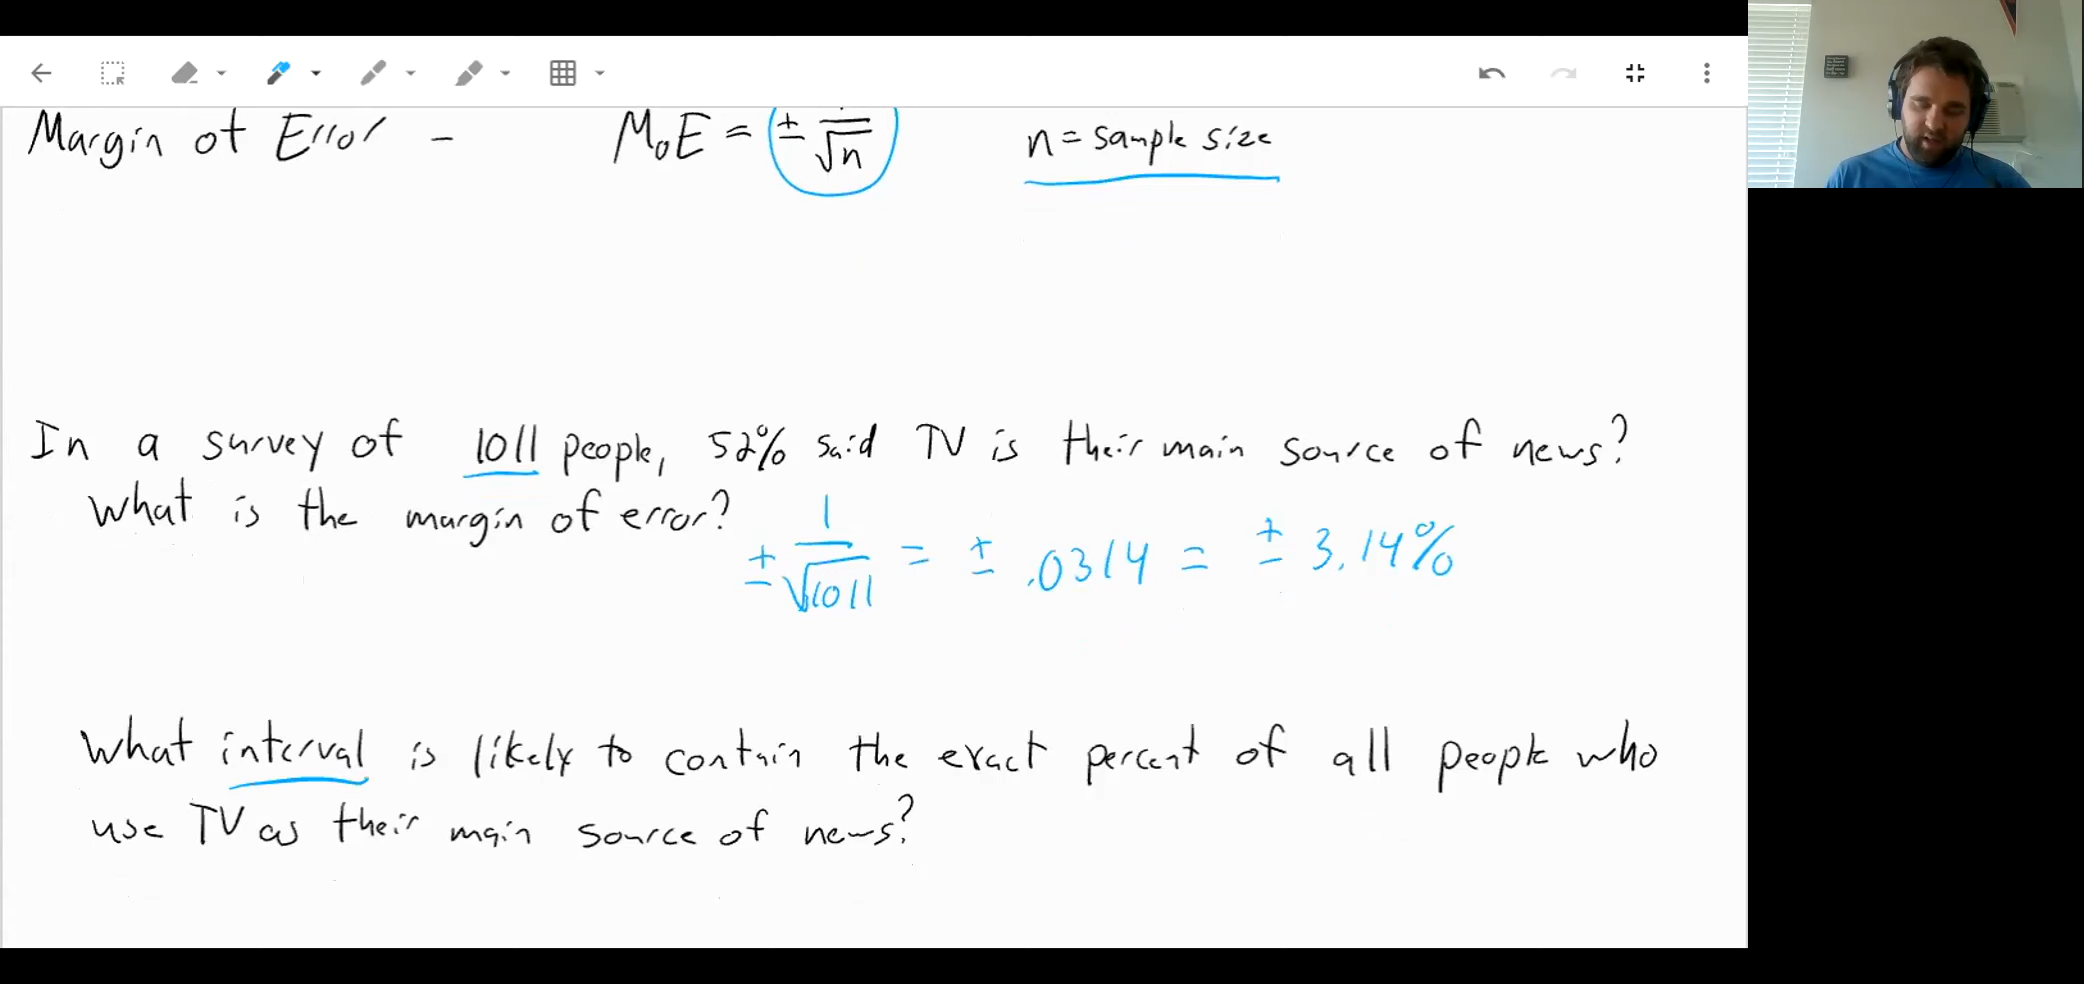 Margin of Error - MoE = ± 1/√n n = sample size
In a survey of 1011 people, 52% said TV is their main source of news?
What is the margin of error?
± 1/√1011 = ± .0314 = ± 3.14%
What interval is likely to contain the exact percent of all people who
use TV as their main source of news?